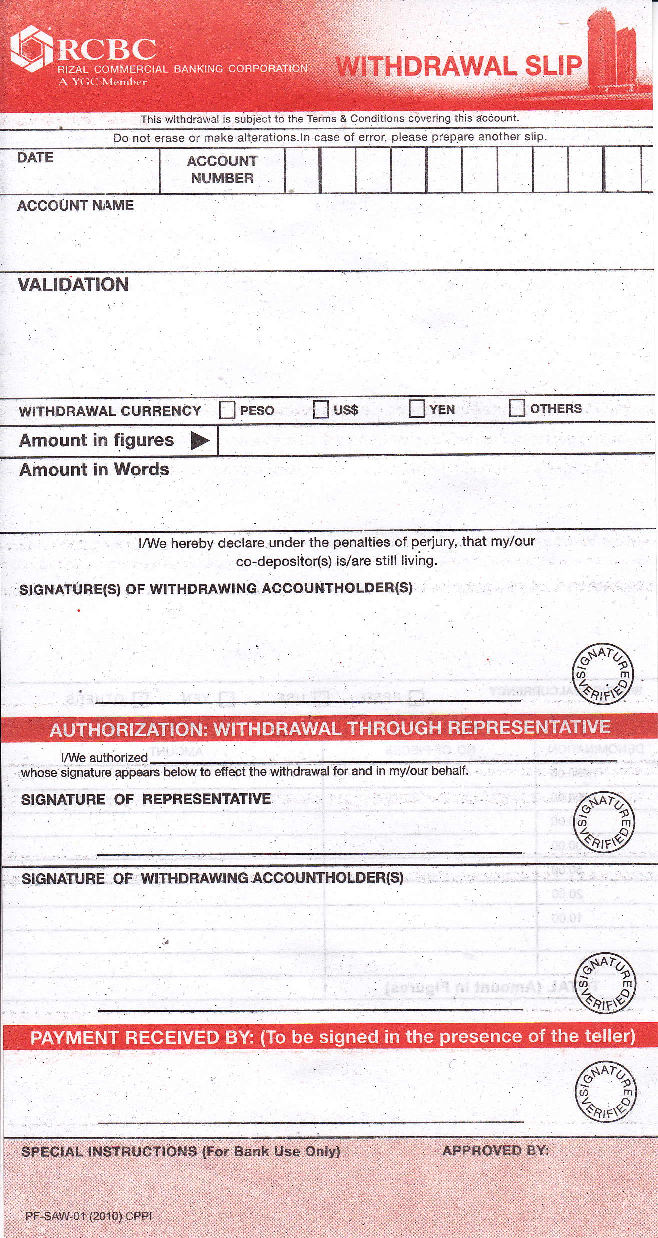 RCBC
RIZAL COMMERCIAL BANKING CORPORATION
A YGC Member
WITHDRAWAL SLIP
This withdrawal is subject to the Terms & Conditions covering this account.
Do not erase or make alterations.In case of error, please prepare another slip.
DATE
ACCOUNT
NUMBER
ACCOUNT NAME
VALIDATION
WITHDRAWAL CURRENCY PESO US$ YEN OTHERS
Amount in figures
Amount in Words
I/We hereby declare under the penalties of perjury, that my/our
co-depositor(s) is/are still living.
SIGNATURE(S) OF WITHDRAWING ACCOUNTHOLDER(S)
SIGNATURE VERIFIED
AUTHORIZATION: WITHDRAWAL THROUGH REPRESENTATIVE
I/We authorized
whose signature appears below to effect the withdrawal for and in my/our behalf.
SIGNATURE OF REPRESENTATIVE
SIGNATURE VERIFIED
SIGNATURE OF WITHDRAWING ACCOUNTHOLDER(S)
SIGNATURE VERIFIED
PAYMENT RECEIVED BY: (To be signed in the presence of the teller)
SIGNATURE VERIFIED
SPECIAL INSTRUCTIONS (For Bank Use Only)
APPROVED BY:
PF-SAW-01 (2010) CPPI